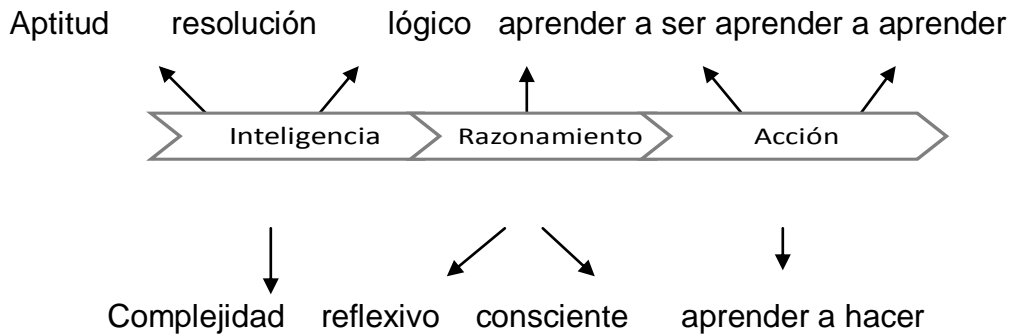 Aptitud resolución lógico aprender a ser aprender a aprender
Inteligencia Razonamiento Acción
Complejidad reflexivo consciente aprender a hacer